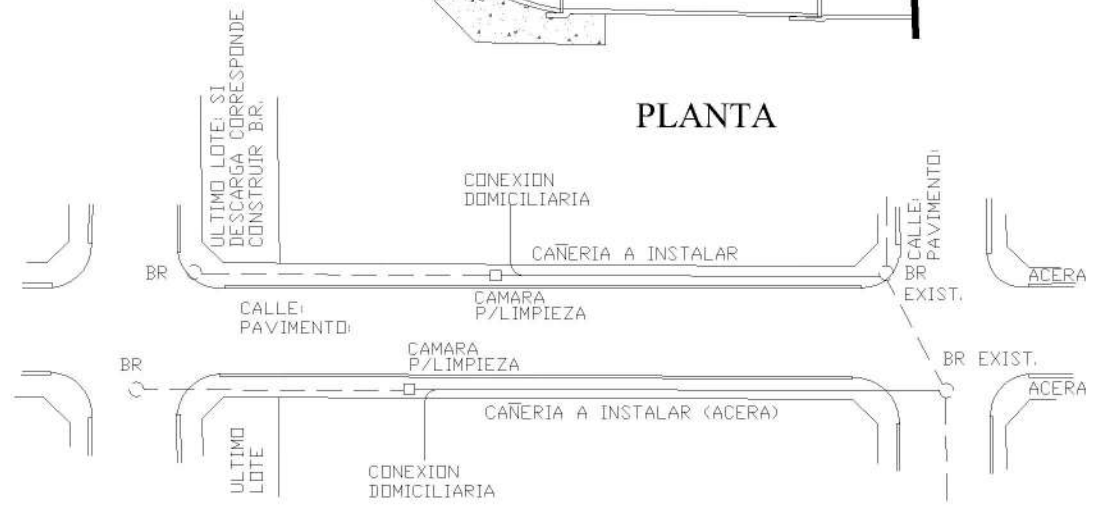 PLANTA
ULTIMO LOTE: SI
DESCARGA CORRESPONDE
CONSTRUIR B.R.
CONEXION
DOMICILIARIA
CALLE:
PAVIMENTO:
CAÑERIA A INSTALAR
BR
BR
EXIST.
ACERA
CAMARA
P/LIMPIEZA
CALLE:
PAVIMENTO:
CAMARA
P/LIMPIEZA
BR
BR EXIST.
ACERA
CAÑERIA A INSTALAR (ACERA)
ULTIMO
LOTE
CONEXION
DOMICILIARIA